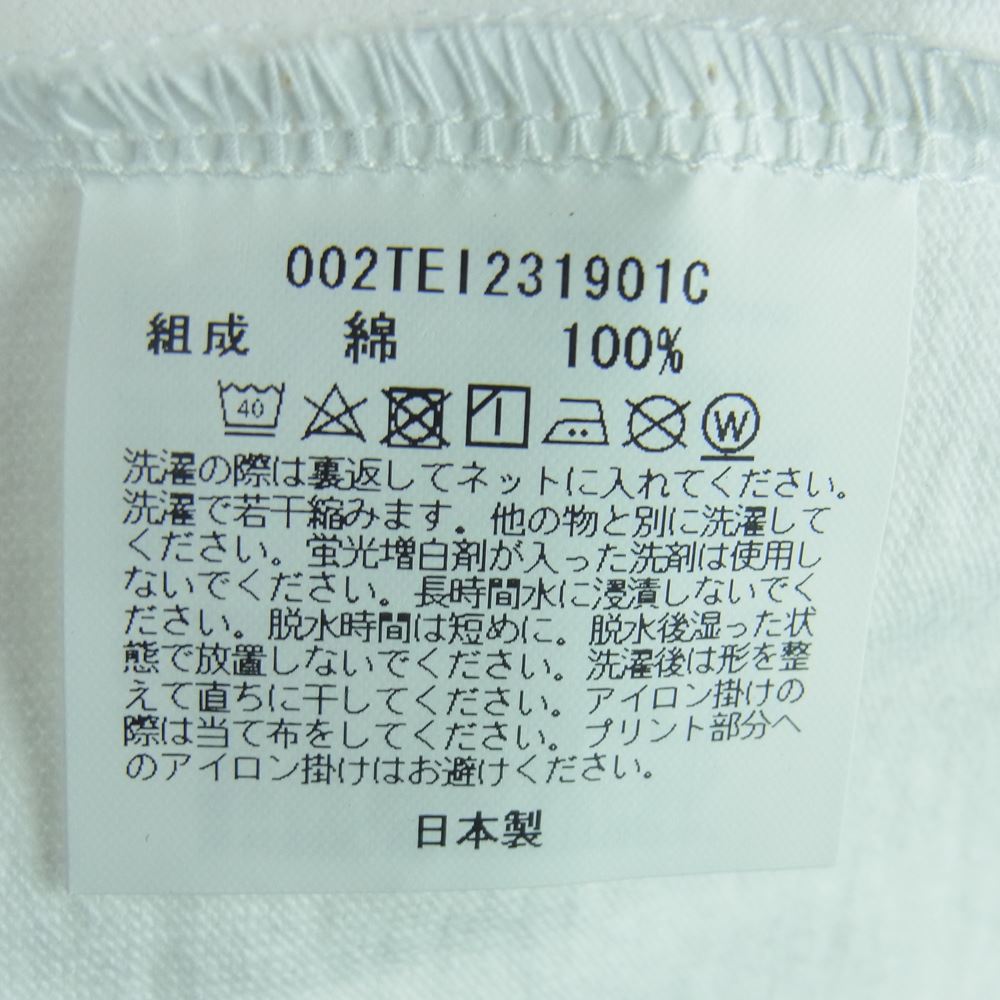 002TEI231901C
組成 綿 100%
40 W
洗濯の際は裏返してネットに入れてください。
洗濯で若干縮みます。他の物と別に洗濯して
ください。蛍光増白剤が入った洗剤は使用し
ないでください。長時間水に浸漬しないでく
ださい。脱水時間は短めに。脱水後湿った状
態で放置しないでください。洗濯後は形を整
えて直ちに干してください。アイロン掛けの
際は当て布をしてください。プリント部分へ
のアイロン掛けはお避けください。
日本製